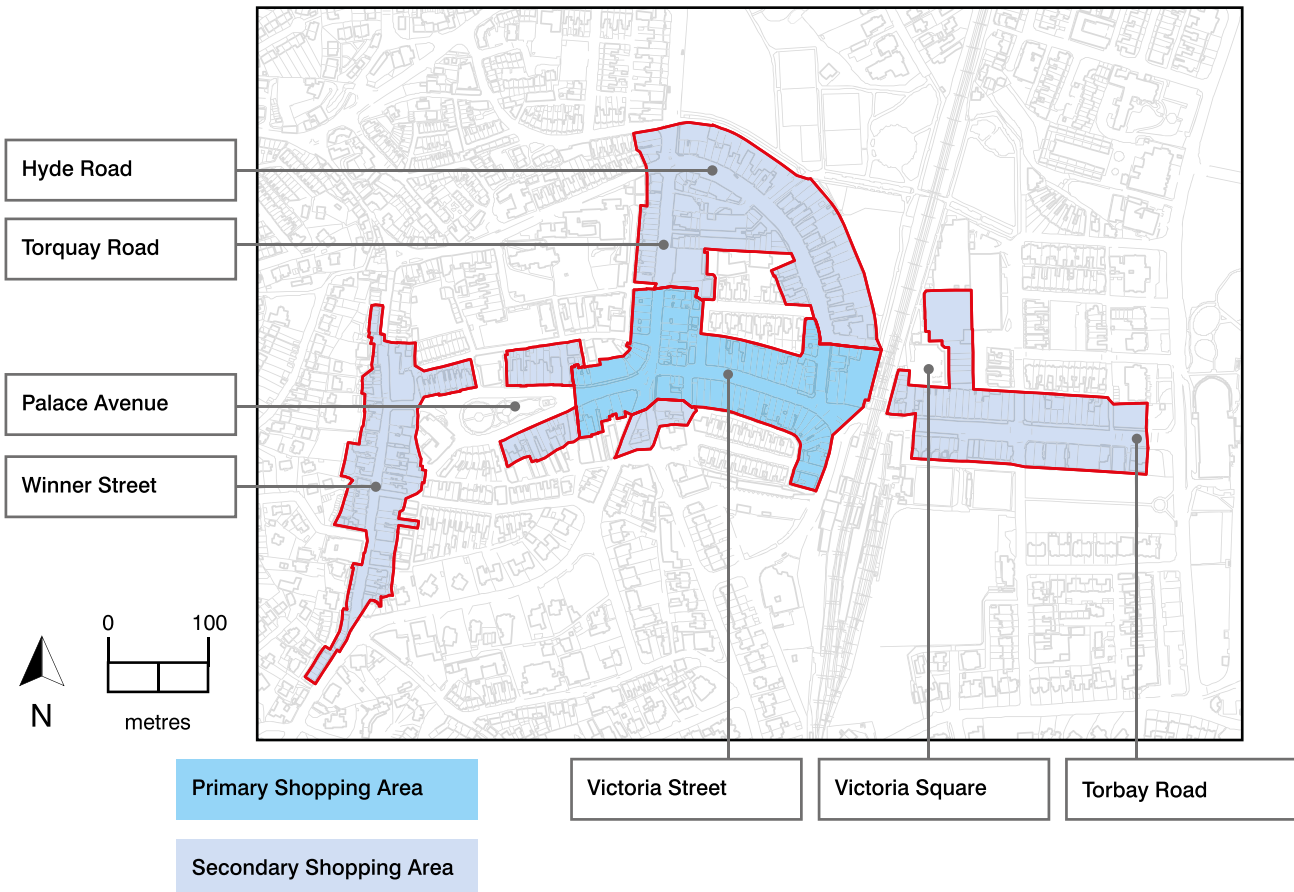 Hyde Road
Torquay Road
Palace Avenue
Winner Street
0 100
metres
N
Primary Shopping Area
Secondary Shopping Area
Victoria Street
Victoria Square
Torbay Road